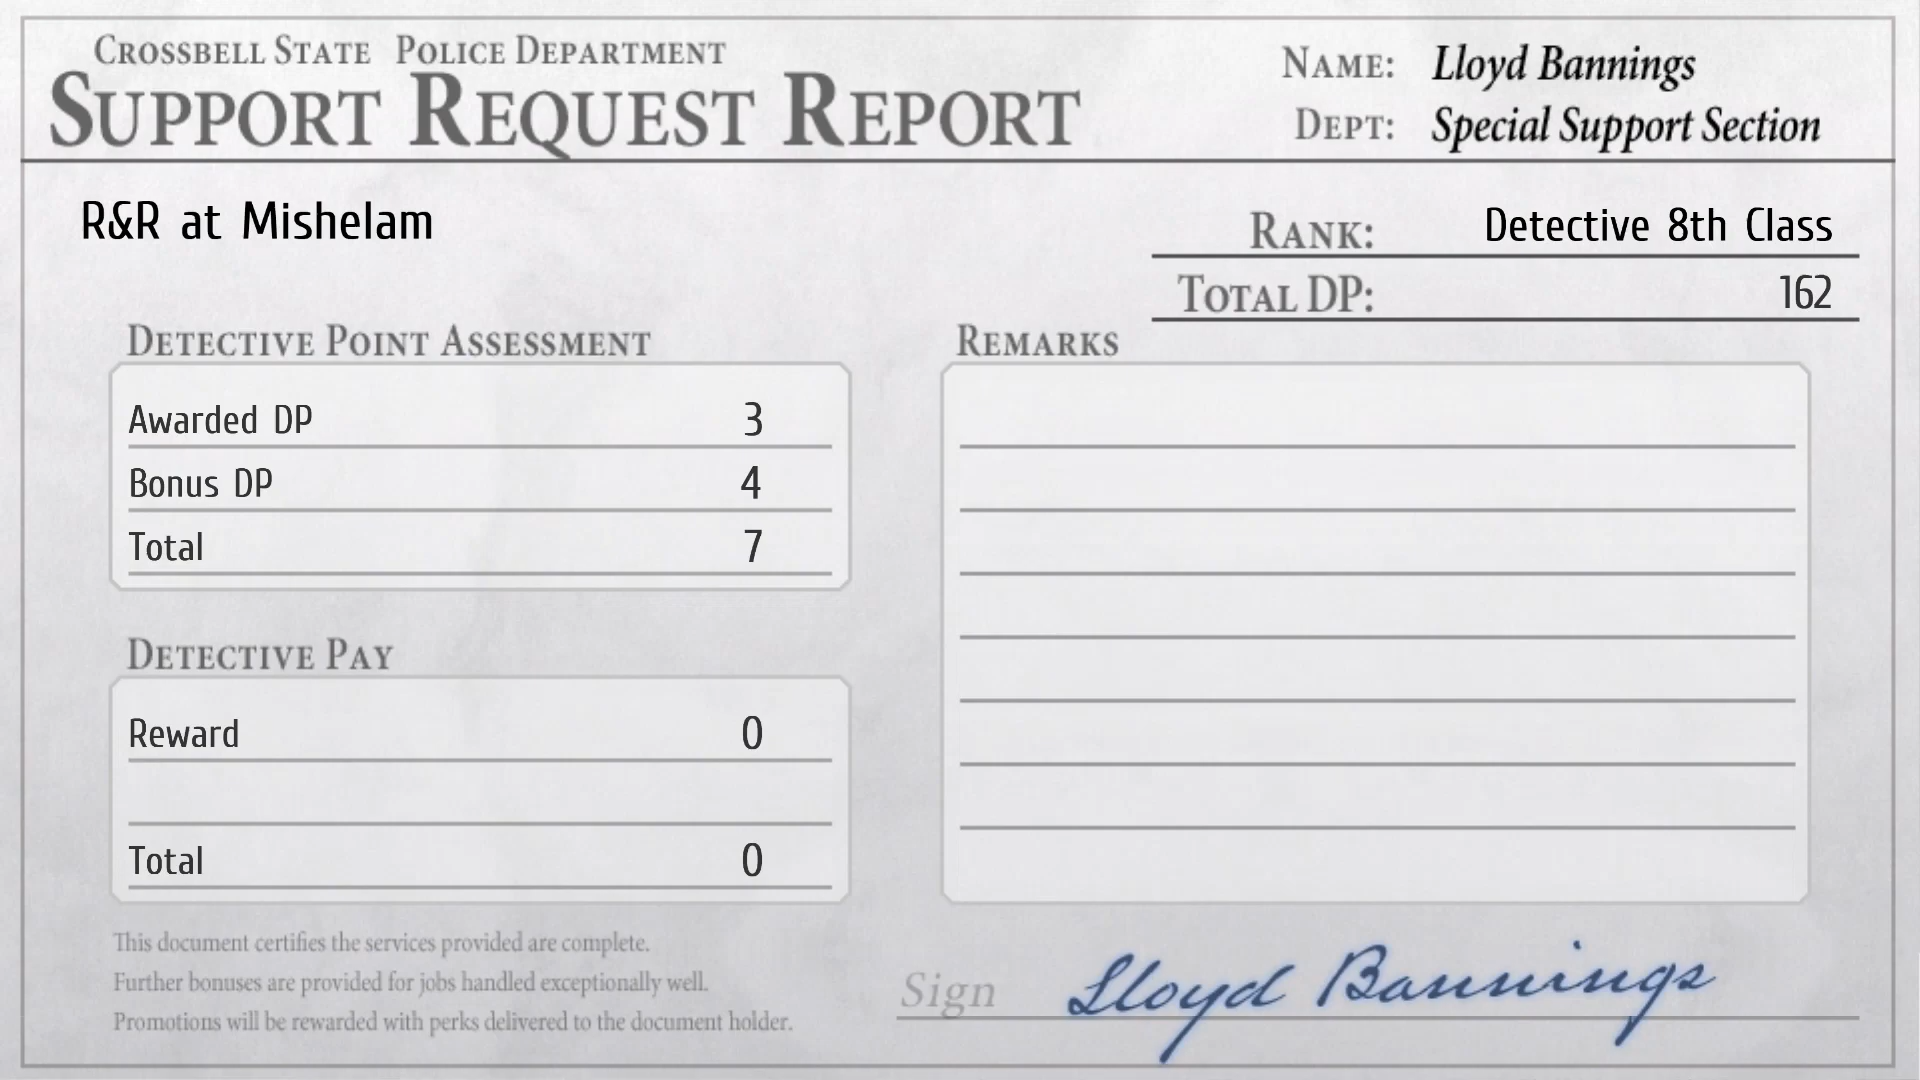 Crossbell State Police Department
Support Request Report
Name: Lloyd Bannings
Dept: Special Support Section
R&R at Mishelam
Rank: Detective 8th Class
Total DP: 162
Detective Point Assessment
Awarded DP 3
Bonus DP 4
Total 7
Detective Pay
Reward 0
Total 0
Remarks
This document certifies the services provided are complete.
Further bonuses are provided for jobs handled exceptionally well.
Promotions will be rewarded with perks delivered to the document holder.
Sign Lloyd Bannings